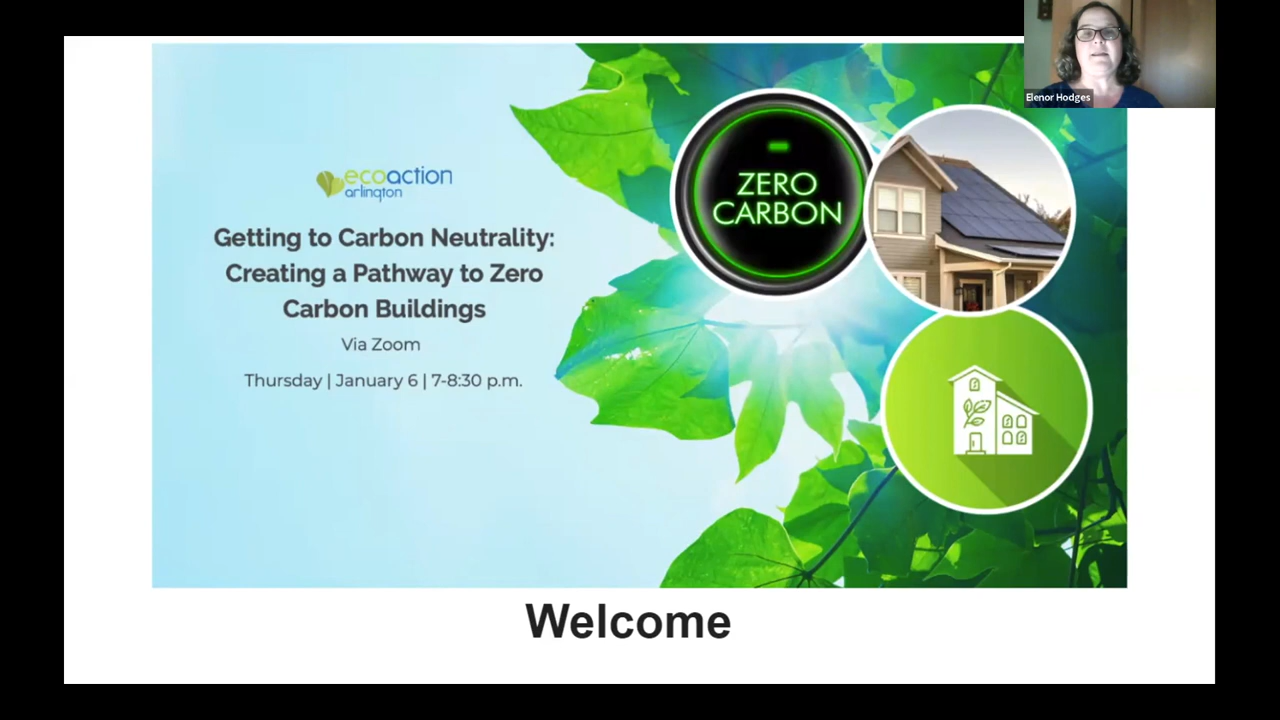 Elenor Hodges
ecoaction
arlington
ZERO
CARBON
Getting to Carbon Neutrality:
Creating a Pathway to Zero
Carbon Buildings
Via Zoom
Thursday | January 6 | 7-8:30 p.m.
Welcome